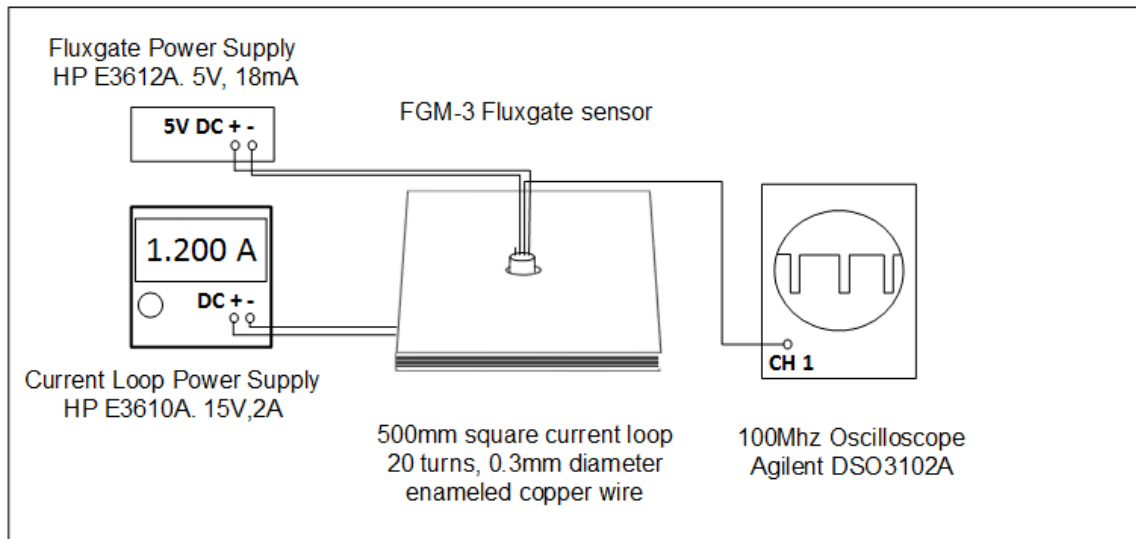 Fluxgate Power Supply
HP E3612A. 5V, 18mA
5V DC + -
FGM-3 Fluxgate sensor
1.200 A
DC + -
Current Loop Power Supply
HP E3610A. 15V,2A
500mm square current loop
20 turns, 0.3mm diameter
enameled copper wire
CH 1
100Mhz Oscilloscope
Agilent DSO3102A